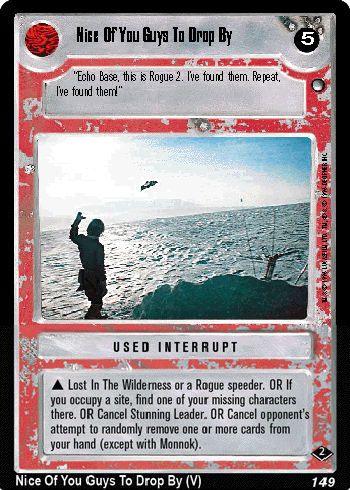 Nice Of You Guys To Drop By
5
"Echo Base, this is Rogue 2. I've found them. Repeat,
I've found them!"
USED INTERRUPT
▲ Lost In The Wilderness or a Rogue speeder. OR If
you occupy a site, find one of your missing characters
there. OR Cancel Stunning Leader. OR Cancel opponent's
attempt to randomly remove one or more cards from
your hand (except with Monnok).
2
Nice Of You Guys To Drop By (V)
149